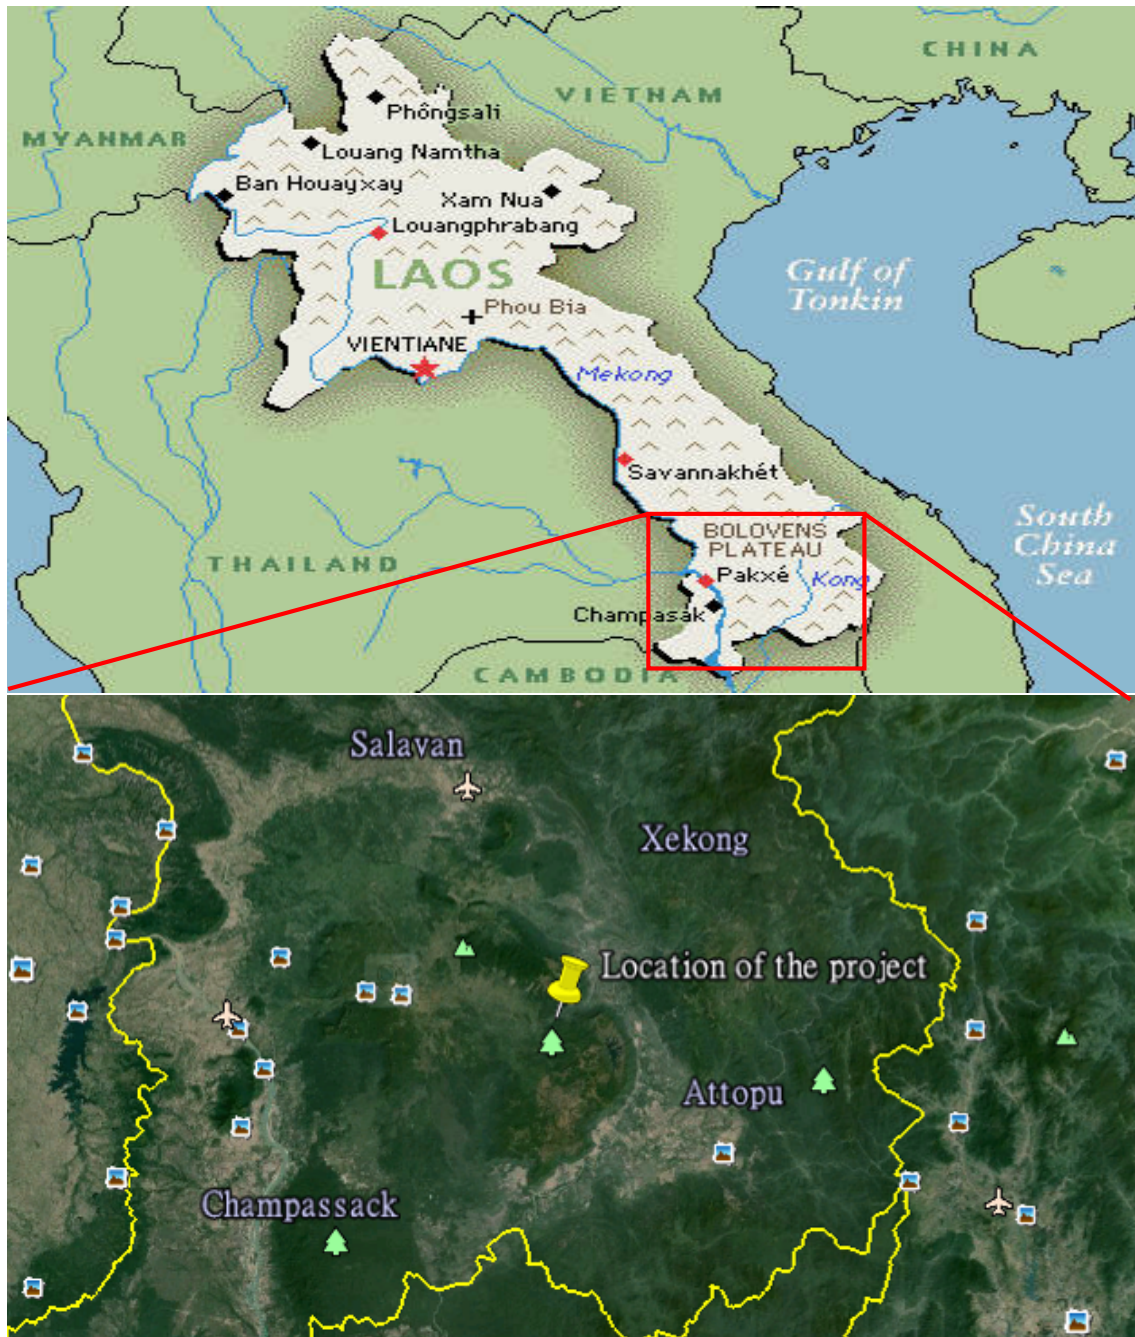 CHINA
VIETNAM
Phôngsali
MYANMAR
Louang Namtha
Ban Houayxay
Xam Nua
Louangphrabang
LAOS
Gulf of
Tonkin
Phou Bia
VIENTIANE
Mekong
Savannakhét
South
China
Sea
BOLOVENS
PLATEAU
THAILAND
Pakxé
Kong
Champasak
CAMBODIA
Salavan
Xekong
Location of the project
Attopu
Champassack